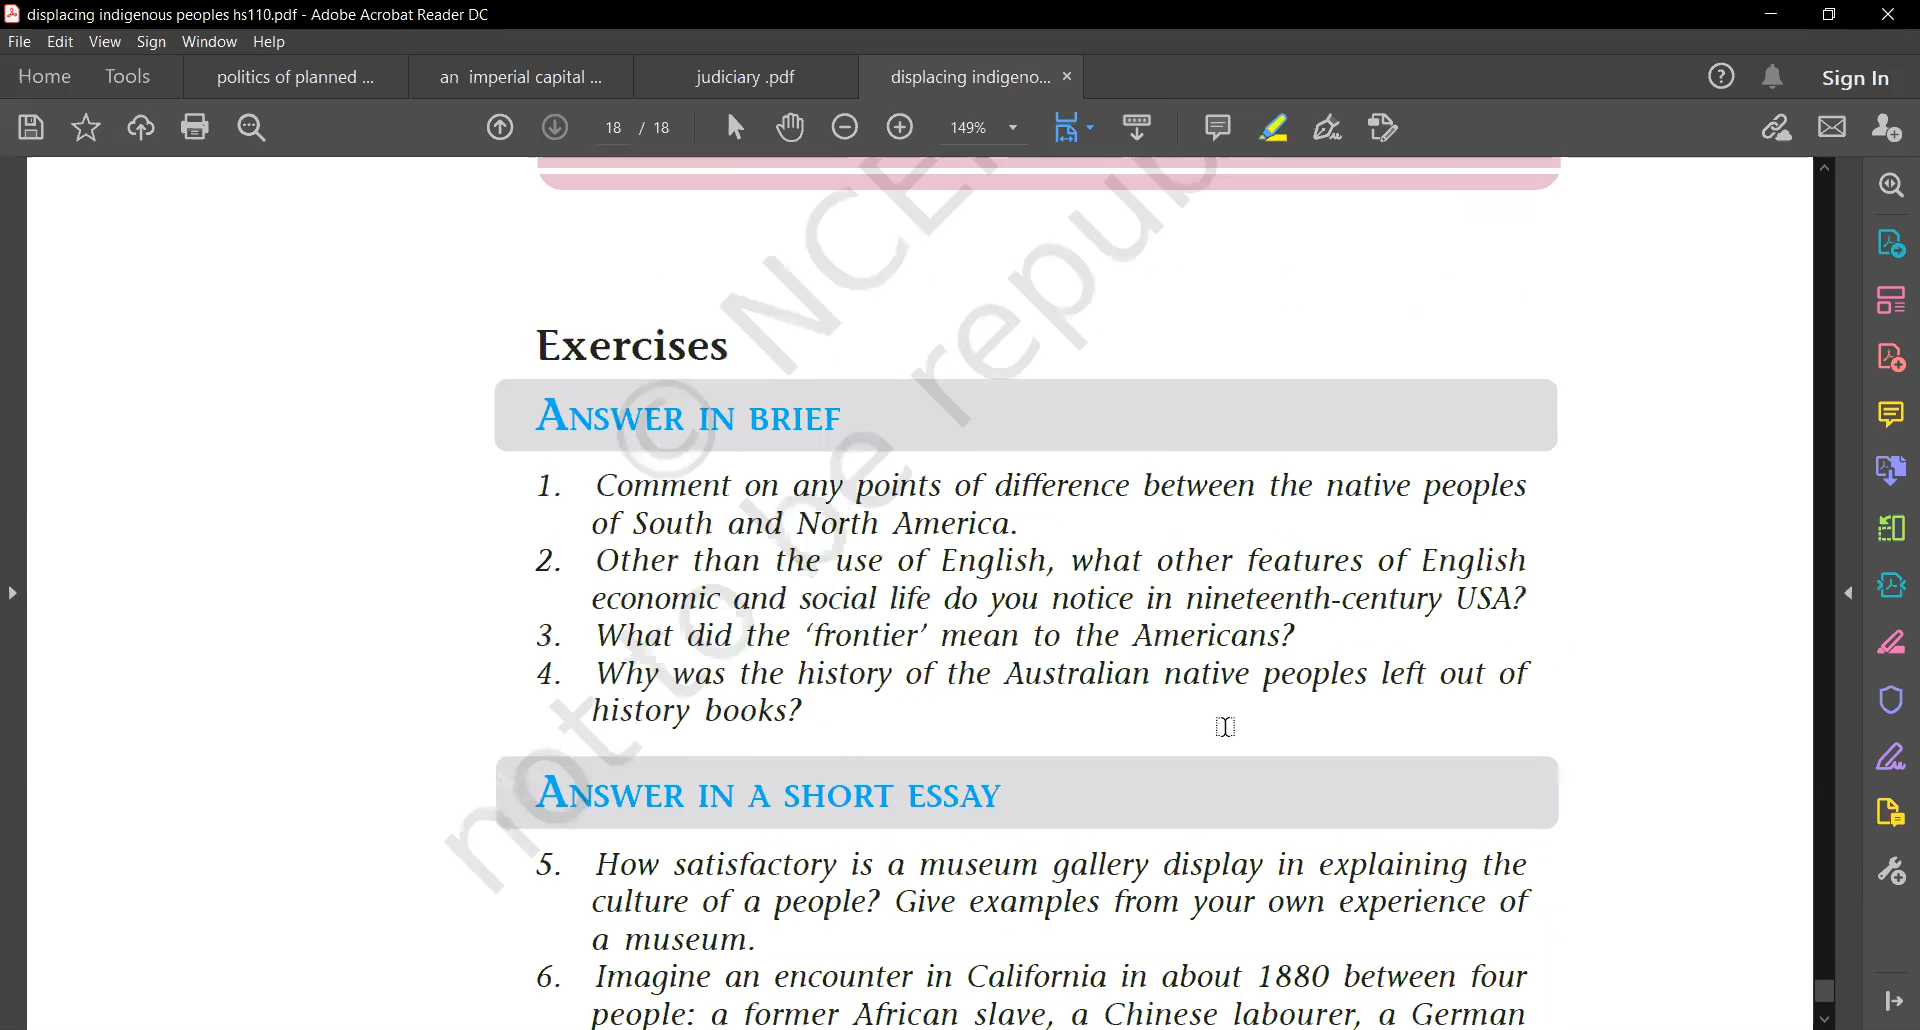 displacing indigenous peoples hs110.pdf - Adobe Acrobat Reader DC
File Edit View Sign Window Help
Home Tools politics of planned ... an imperial capital ... judiciary .pdf displacing indigeno... × Sign In
18 / 18 149%
© NCE
not to be republ
Exercises
ANSWER IN BRIEF
1. Comment on any points of difference between the native peoples
of South and North America.
2. Other than the use of English, what other features of English
economic and social life do you notice in nineteenth-century USA?
3. What did the ‘frontier’ mean to the Americans?
4. Why was the history of the Australian native peoples left out of
history books?
ANSWER IN A SHORT ESSAY
5. How satisfactory is a museum gallery display in explaining the
culture of a people? Give examples from your own experience of
a museum.
6. Imagine an encounter in California in about 1880 between four
people: a former African slave, a Chinese labourer, a German